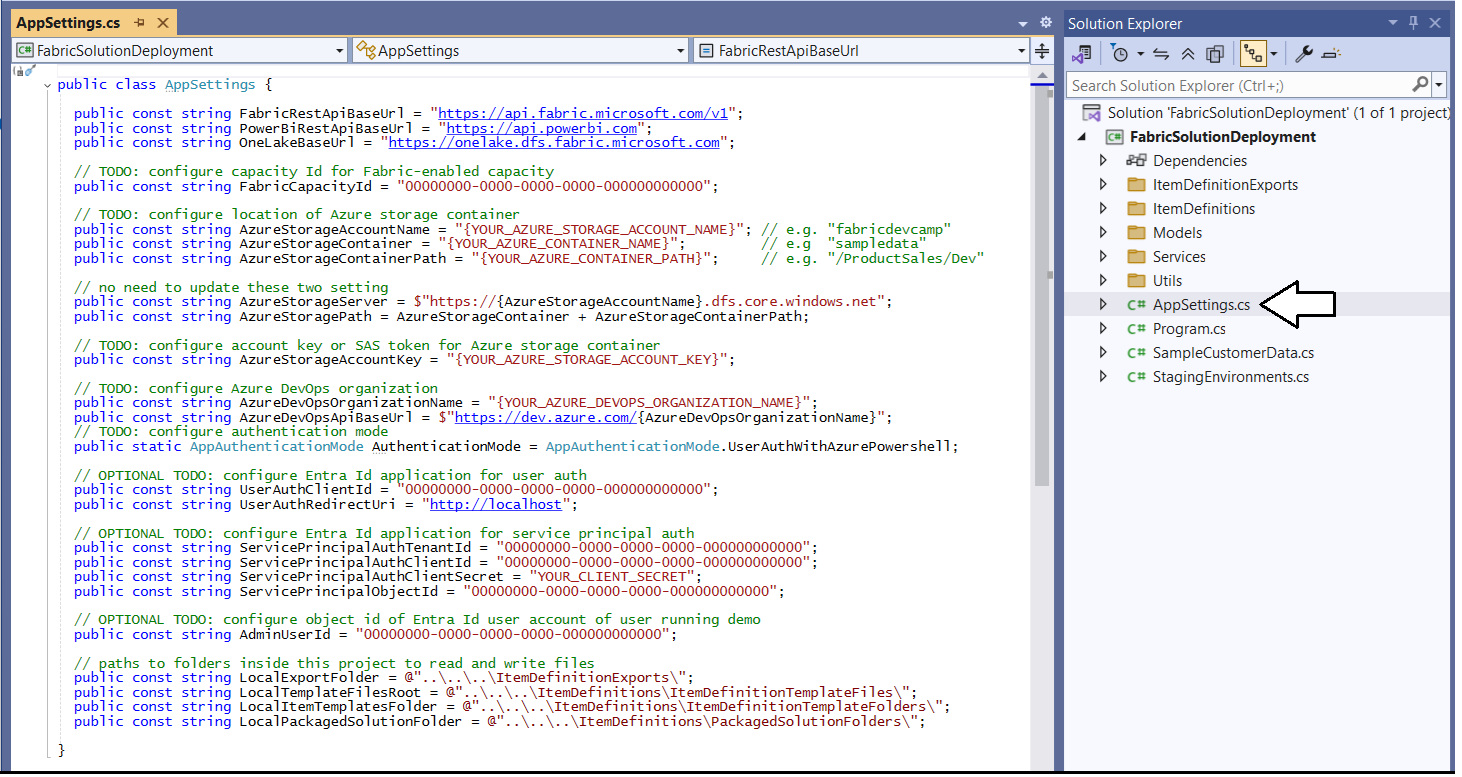 AppSettings.cs
FabricSolutionDeployment
AppSettings
FabricRestApiBaseUrl
public class AppSettings {
public const string FabricRestApiBaseUrl = "https://api.fabric.microsoft.com/v1";
public const string PowerBiRestApiBaseUrl = "https://api.powerbi.com";
public const string OneLakeBaseUrl = "https://onelake.dfs.fabric.microsoft.com";
// TODO: configure capacity Id for Fabric-enabled capacity
public const string FabricCapacityId = "00000000-0000-0000-0000-000000000000";
// TODO: configure location of Azure storage container
public const string AzureStorageAccountName = "{YOUR_AZURE_STORAGE_ACCOUNT_NAME}"; // e.g. "fabricdevcamp"
public const string AzureStorageContainer = "{YOUR_AZURE_CONTAINER_NAME}"; // e.g "sampledata"
public const string AzureStorageContainerPath = "{YOUR_AZURE_CONTAINER_PATH}"; // e.g. "/ProductSales/Dev"
// no need to update these two setting
public const string AzureStorageServer = $"https://{AzureStorageAccountName}.dfs.core.windows.net";
public const string AzureStoragePath = AzureStorageContainer + AzureStorageContainerPath;
// TODO: configure account key or SAS token for Azure storage container
public const string AzureStorageAccountKey = "{YOUR_AZURE_STORAGE_ACCOUNT_KEY}";
// TODO: configure Azure DevOps organization
public const string AzureDevOpsOrganizationName = "{YOUR_AZURE_DEVOPS_ORGANIZATION_NAME}";
public const string AzureDevOpsApiBaseUrl = $"https://dev.azure.com/{AzureDevOpsOrganizationName}";
// TODO: configure authentication mode
public static AppAuthenticationMode AuthenticationMode = AppAuthenticationMode.UserAuthWithAzurePowershell;
// OPTIONAL TODO: configure Entra Id application for user auth
public const string UserAuthClientId = "00000000-0000-0000-0000-000000000000";
public const string UserAuthRedirectUri = "http://localhost";
// OPTIONAL TODO: configure Entra Id application for service principal auth
public const string ServicePrincipalAuthTenantId = "00000000-0000-0000-0000-000000000000";
public const string ServicePrincipalAuthClientId = "00000000-0000-0000-0000-000000000000";
public const string ServicePrincipalAuthClientSecret = "YOUR_CLIENT_SECRET";
public const string ServicePrincipalObjectId = "00000000-0000-0000-0000-000000000000";
// OPTIONAL TODO: configure object id of Entra Id user account of user running demo
public const string AdminUserId = "00000000-0000-0000-0000-000000000000";
// paths to folders inside this project to read and write files
public const string LocalExportFolder = @"..\..\..\ItemDefinitionExports\";
public const string LocalTemplateFilesRoot = @"..\..\..\ItemDefinitions\ItemDefinitionTemplateFiles\";
public const string LocalItemTemplatesFolder = @"..\..\..\ItemDefinitions\ItemDefinitionTemplateFolders\";
public const string LocalPackagedSolutionFolder = @"..\..\..\ItemDefinitions\PackagedSolutionFolders\";
}
Solution Explorer
Search Solution Explorer (Ctrl+;)
Solution 'FabricSolutionDeployment' (1 of 1 project)
C# FabricSolutionDeployment
Dependencies
ItemDefinitionExports
ItemDefinitions
Models
Services
Utils
C# AppSettings.cs
C# Program.cs
C# SampleCustomerData.cs
C# StagingEnvironments.cs